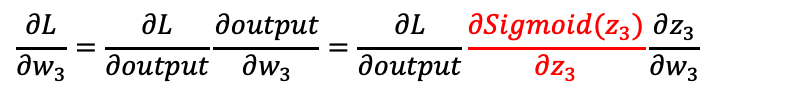 ∂L/∂w₃ = ∂L/∂output ∂output/∂w₃ = ∂L/∂output ∂Sigmoid(z₃)/∂z₃ ∂z₃/∂w₃